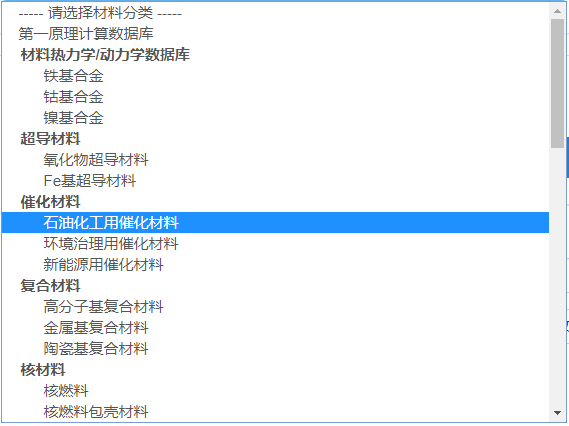 ----- 请选择材料分类 -----
第一原理计算数据库
材料热力学/动力学数据库
铁基合金
钴基合金
镍基合金
超导材料
氧化物超导材料
Fe基超导材料
催化材料
石油化工用催化材料
环境治理用催化材料
新能源用催化材料
复合材料
高分子基复合材料
金属基复合材料
陶瓷基复合材料
核材料
核燃料
核燃料包壳材料